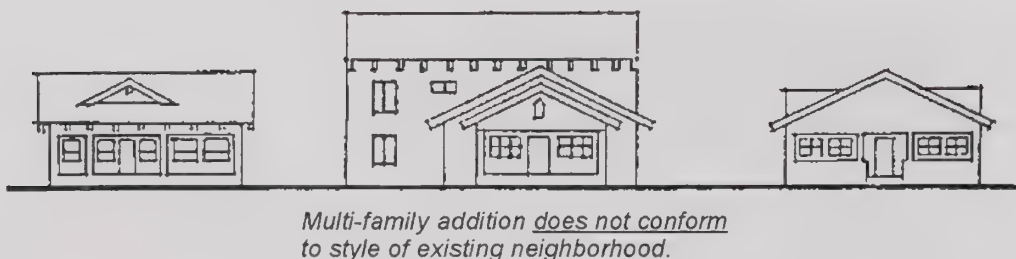 Multi-family addition does not conform
to style of existing neighborhood.